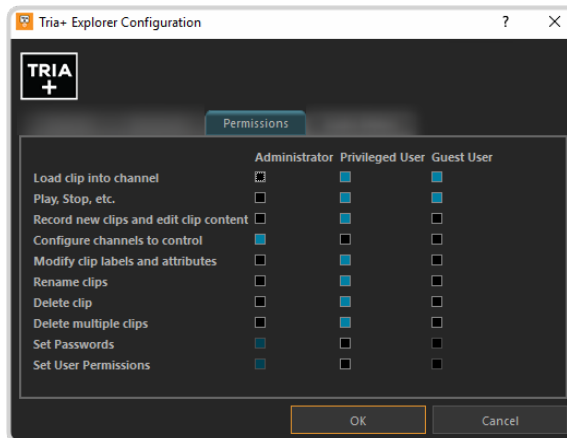 Tria+ Explorer Configuration ?
TRIA
+
Permissions
Administrator Privileged User Guest User
Load clip into channel
Play, Stop, etc.
Record new clips and edit clip content
Configure channels to control
Modify clip labels and attributes
Rename clips
Delete clip
Delete multiple clips
Set Passwords
Set User Permissions
OK Cancel